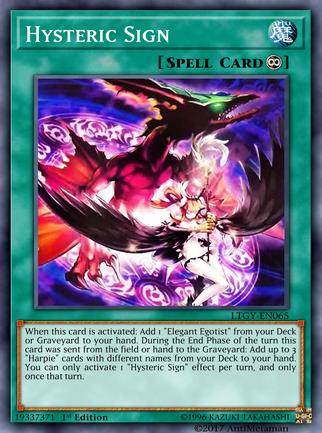 Hysteric Sign
[Spell Card]
LTGY-EN065
When this card is activated: Add 1 "Elegant Egotist" from your Deck
or Graveyard to your hand. During the End Phase of the turn this
card was sent from the field or hand to the Graveyard: Add up to 3
"Harpie" cards with different names from your Deck to your hand.
You can only activate 1 "Hysteric Sign" effect per turn, and only
once that turn.
19337371 1st Edition ©1996 KAZUKI TAKAHASHI
©2017 AntiMetaman